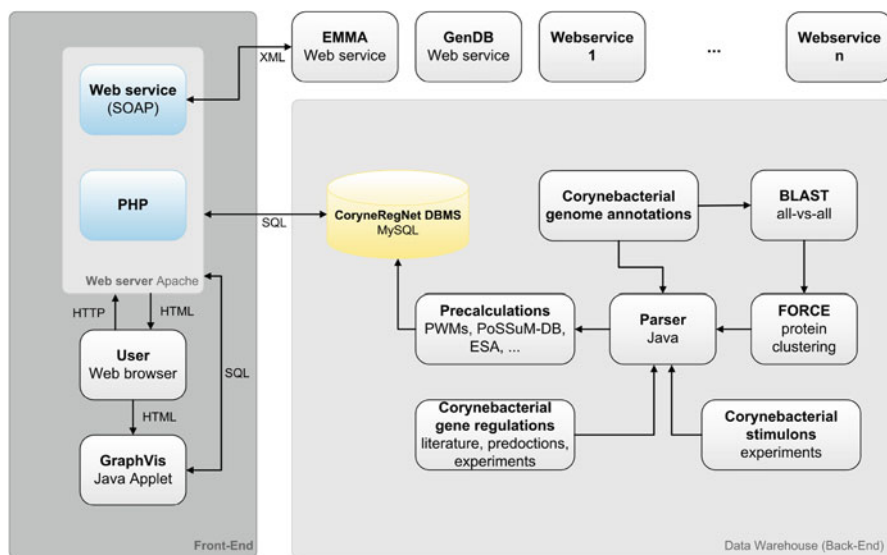 EMMA
Web service
GenDB
Web service
Webservice
1
...
Webservice
n
XML
Web service
(SOAP)
PHP
Web server Apache
SQL
CoryneRegNet DBMS
MySQL
Corynebacterial
genome annotations
BLAST
all-vs-all
HTTP
HTML
User
Web browser
SQL
HTML
GraphVis
Java Applet
Precalculations
PWMs, PoSSuM-DB,
ESA, ...
Parser
Java
FORCE
protein
clustering
Corynebacterial
gene regulations
literature, predoctions,
experiments
Corynebacterial
stimulons
experiments
Front-End
Data Warehouse (Back-End)